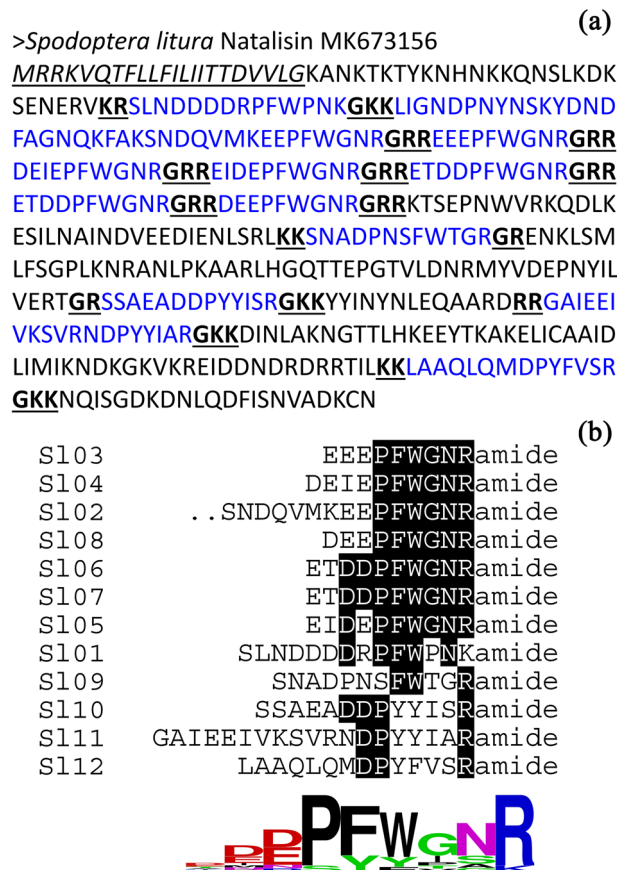 (a)
>Spodoptera litura Natalisin MK673156
MRRKVQTFLLFILIITTDVVLGKANKTKTYKNHNKKQNSLKDK
SENERVKRSLNDDDDRPFWPNKGKKLIGNDPNYNSKYDND
FAGNQKFAKSNDQVMKEEPFWGNRGRREEEPFWGNRGRR
DEIEPFWGNRGRREIDEPFWGNRGRRETDDPFWGNRGRR
ETDDPFWGNRGRRDEEPFWGNRGRRKTSEPNWVRKQDLK
ESILNAINDVEEDIENLSRLKKSNADPNSFWTGRGRENKLSM
LFSGPLKNRANLPKAARLHGQTTEPGTVLDNRMYVDEPNYIL
VERTGRSSAEADDPYYISRGKKYYINYNLEQAARDRRGAIEEI
VKSVRNDPYYIARGKKDINLAKNGTTLHKEEYTKAKELICAAID
LIMIKNDKGKVKREIDDNDRDRRTILKKLAAQLQMDPYFVSR
GKKNQISGDKDNLQDFISNVADKCN
(b)
Sl03 EEEPFWGNRamide
Sl04 DEIEPFWGNRamide
Sl02 ..SNDQVMKEEPFWGNRamide
Sl08 DEEPFWGNRamide
Sl06 ETDDPFWGNRamide
Sl07 ETDDPFWGNRamide
Sl05 EIDEPFWGNRamide
Sl01 SLNDDDDRPFWPNKamide
Sl09 SNADPNSFWTGRamide
Sl10 SSAEADDPYYISRamide
Sl11 GAIEEIVKSVRNDPYYIARamide
Sl12 LAAQLQMDPYFVSRamide
DDPFWGNR